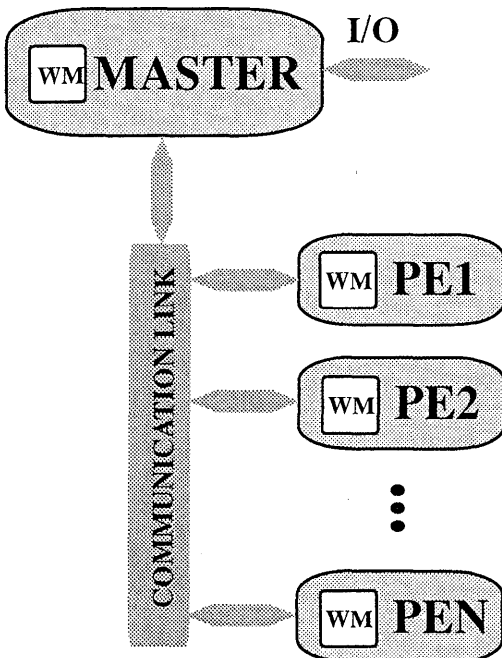 I/O
WM MASTER
COMMUNICATION LINK
WM PE1
WM PE2
WM PEN